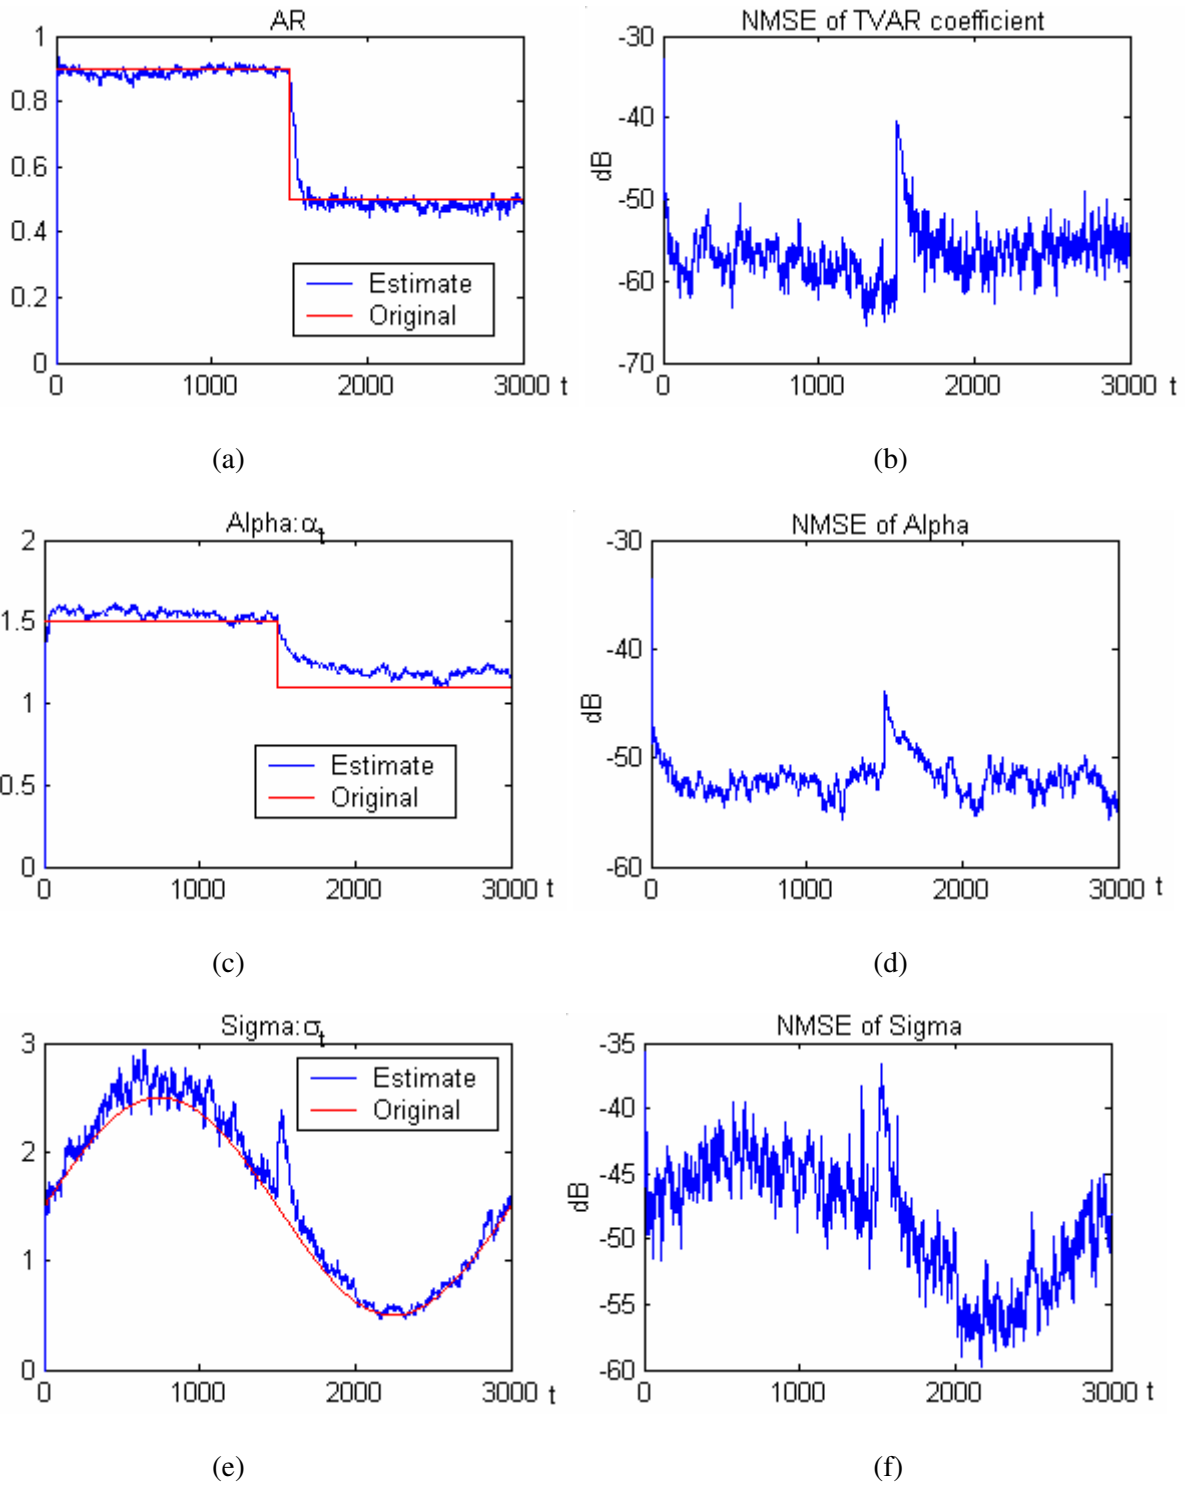 AR
1
0.8
0.6
0.4
0.2
0
0 1000 2000 3000 t
Estimate
Original
(a)
NMSE of TVAR coefficient
-30
-40
-50
-60
-70
dB
0 1000 2000 3000 t
(b)
Alpha: αt
2
1.5
1
0.5
0
0 1000 2000 3000 t
Estimate
Original
(c)
NMSE of Alpha
-30
-40
-50
-60
dB
0 1000 2000 3000 t
(d)
Sigma: σt
3
2
1
0
0 1000 2000 3000 t
Estimate
Original
(e)
NMSE of Sigma
-35
-40
-45
-50
-55
-60
dB
0 1000 2000 3000 t
(f)